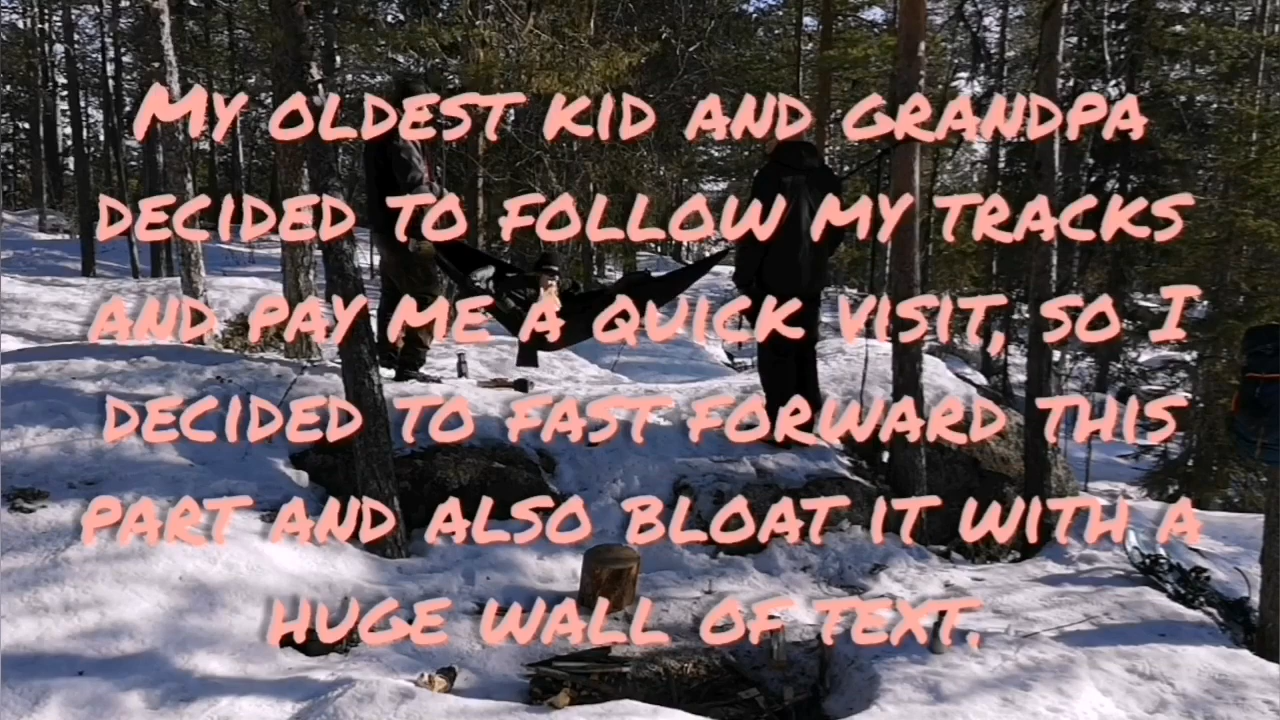 My oldest kid and grandpa
decided to follow my tracks
and pay me a quick visit, so I
decided to fast forward this
part and also bloat it with a
huge wall of text.